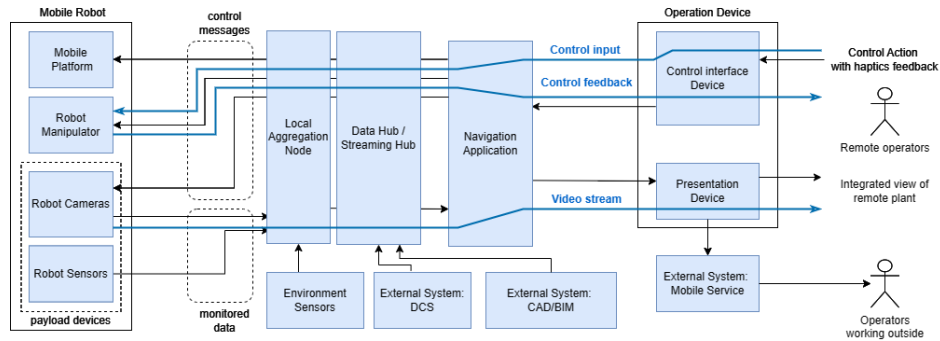 Mobile Robot
control
messages
Operation Device
Mobile
Platform
Robot
Manipulator
Robot Cameras
Robot Sensors
payload devices
monitored
data
Local
Aggregation
Node
Data Hub /
Streaming Hub
Navigation
Application
Control input
Control feedback
Video stream
Control interface
Device
Presentation
Device
Control Action
with haptics feedback
Remote operators
Integrated view of
remote plant
Environment
Sensors
External System:
DCS
External System:
CAD/BIM
External System:
Mobile Service
Operators
working outside